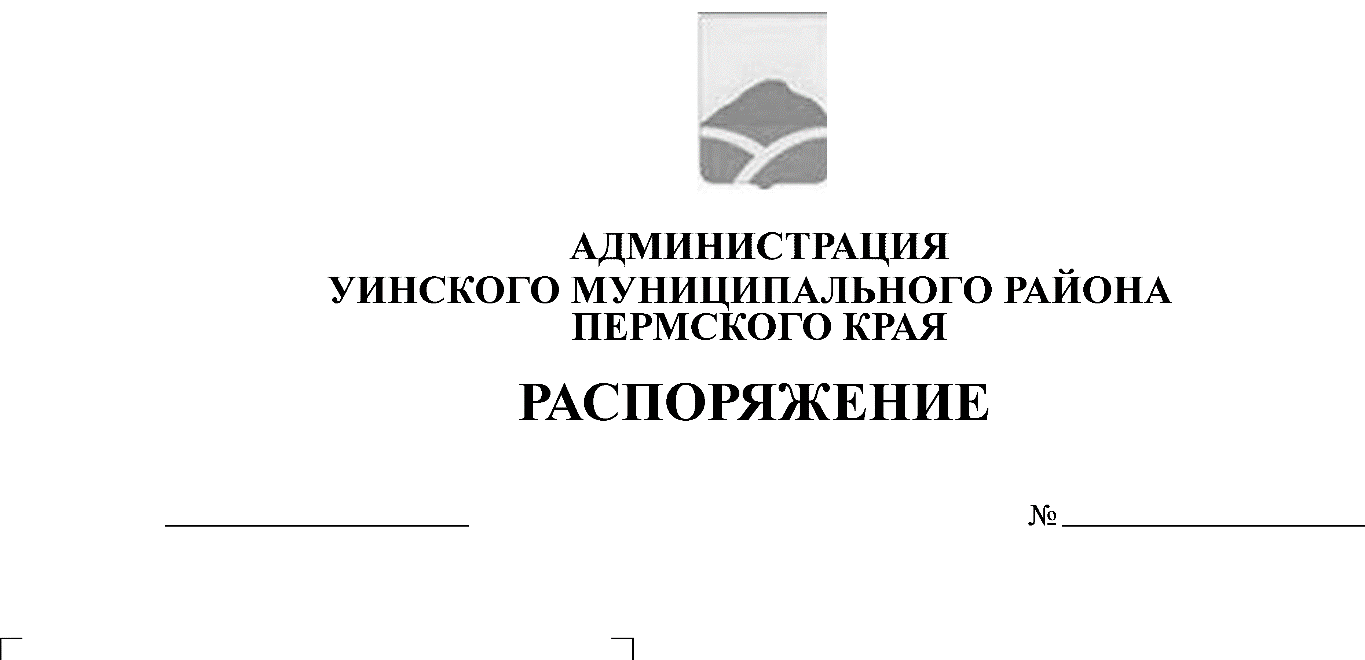 АДМИНИСТРАЦИЯ
УИНСКОГО МУНИЦИПАЛЬНОГО РАЙОНА
ПЕРМСКОГО КРАЯ
РАСПОРЯЖЕНИЕ
№